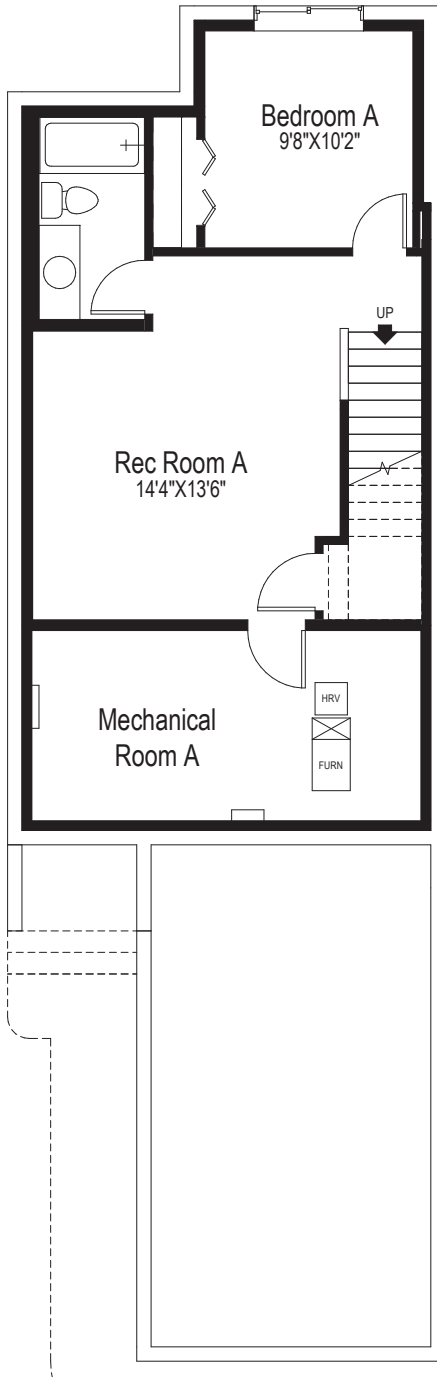 Bedroom A
9'8"X10'2"
UP
Rec Room A
14'4"X13'6"
Mechanical
Room A
HRV
FURN